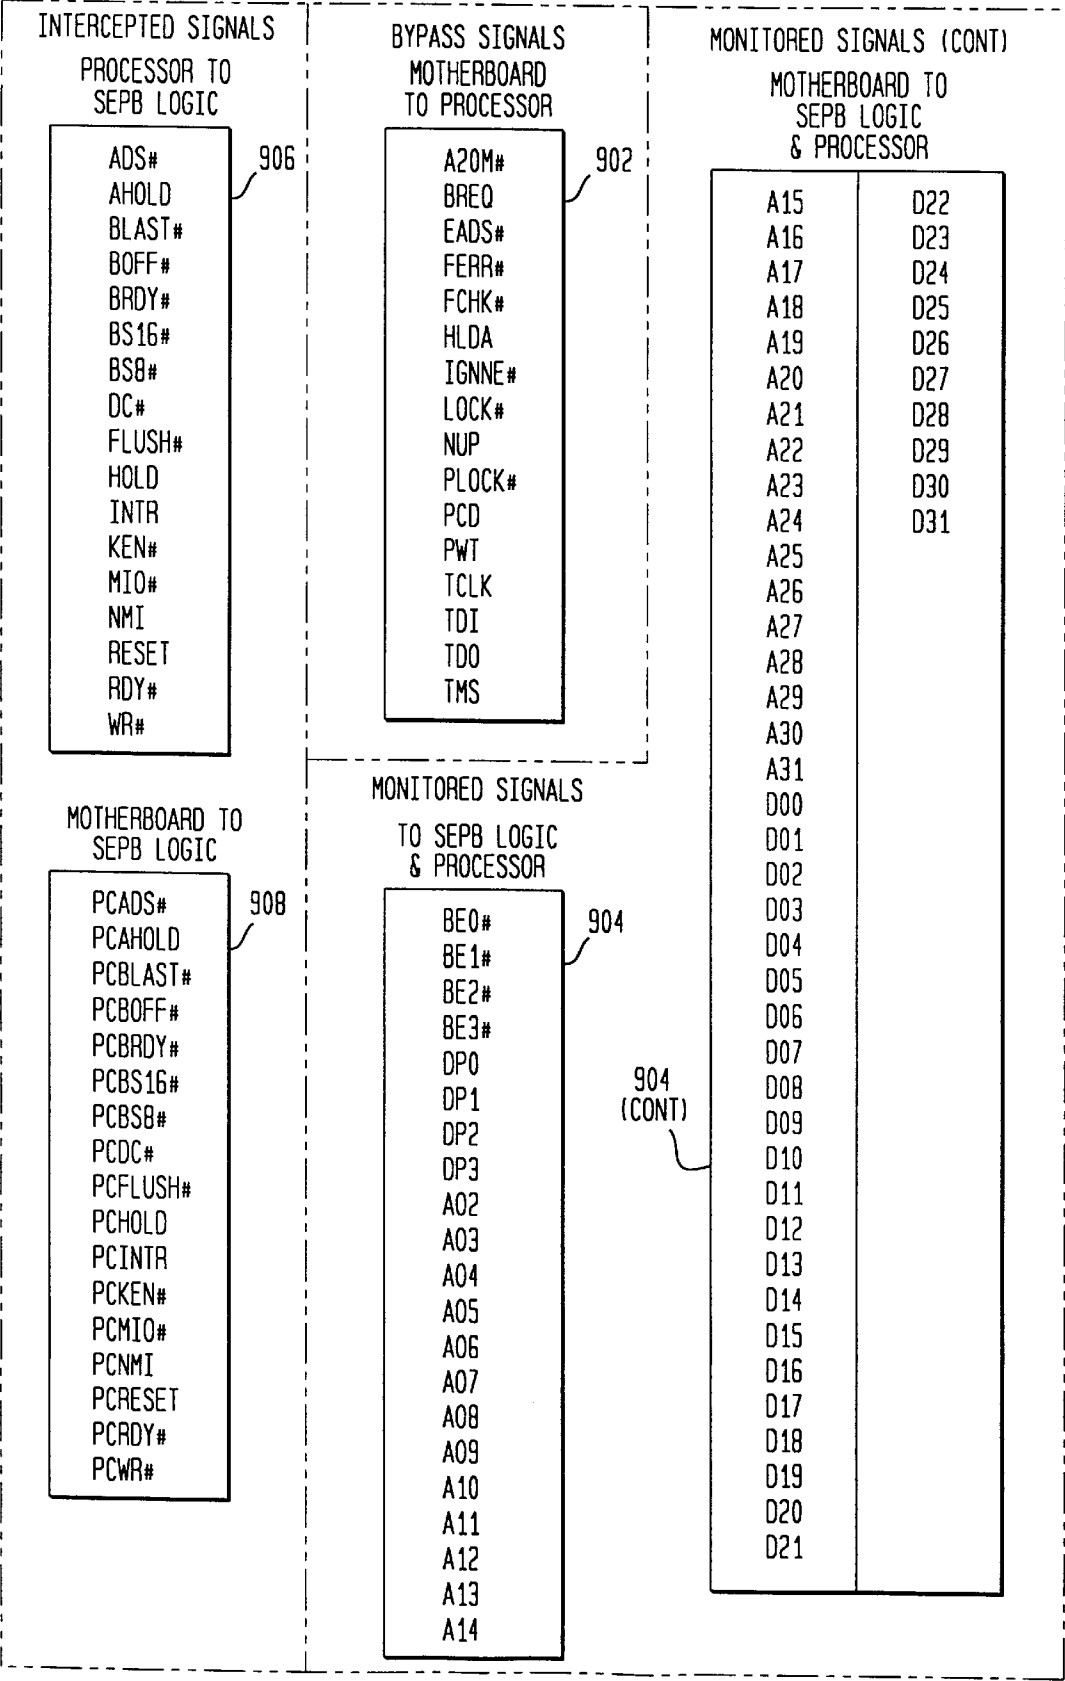 INTERCEPTED SIGNALS
PROCESSOR TO
SEPB LOGIC
906
ADS#
AHOLD
BLAST#
BOFF#
BRDY#
BS16#
BS8#
DC#
FLUSH#
HOLD
INTR
KEN#
MIO#
NMI
RESET
RDY#
WR#
MOTHERBOARD TO
SEPB LOGIC
908
PCADS#
PCAHOLD
PCBLAST#
PCBOFF#
PCBRDY#
PCBS16#
PCBS8#
PCDC#
PCFLUSH#
PCHOLD
PCINTR
PCKEN#
PCMIO#
PCNMI
PCRESET
PCRDY#
PCWR#
BYPASS SIGNALS
MOTHERBOARD
TO PROCESSOR
902
A20M#
BREQ
EADS#
FERR#
FCHK#
HLDA
IGNNE#
LOCK#
NUP
PLOCK#
PCD
PWT
TCLK
TDI
TDO
TMS
MONITORED SIGNALS
TO SEPB LOGIC
& PROCESSOR
904
BE0#
BE1#
BE2#
BE3#
DP0
DP1
DP2
DP3
A02
A03
A04
A05
A06
A07
A08
A09
A10
A11
A12
A13
A14
MONITORED SIGNALS (CONT)
MOTHERBOARD TO
SEPB LOGIC
& PROCESSOR
904
(CONT)
A15
A16
A17
A18
A19
A20
A21
A22
A23
A24
A25
A26
A27
A28
A29
A30
A31
D00
D01
D02
D03
D04
D05
D06
D07
D08
D09
D10
D11
D12
D13
D14
D15
D16
D17
D18
D19
D20
D21
D22
D23
D24
D25
D26
D27
D28
D29
D30
D31